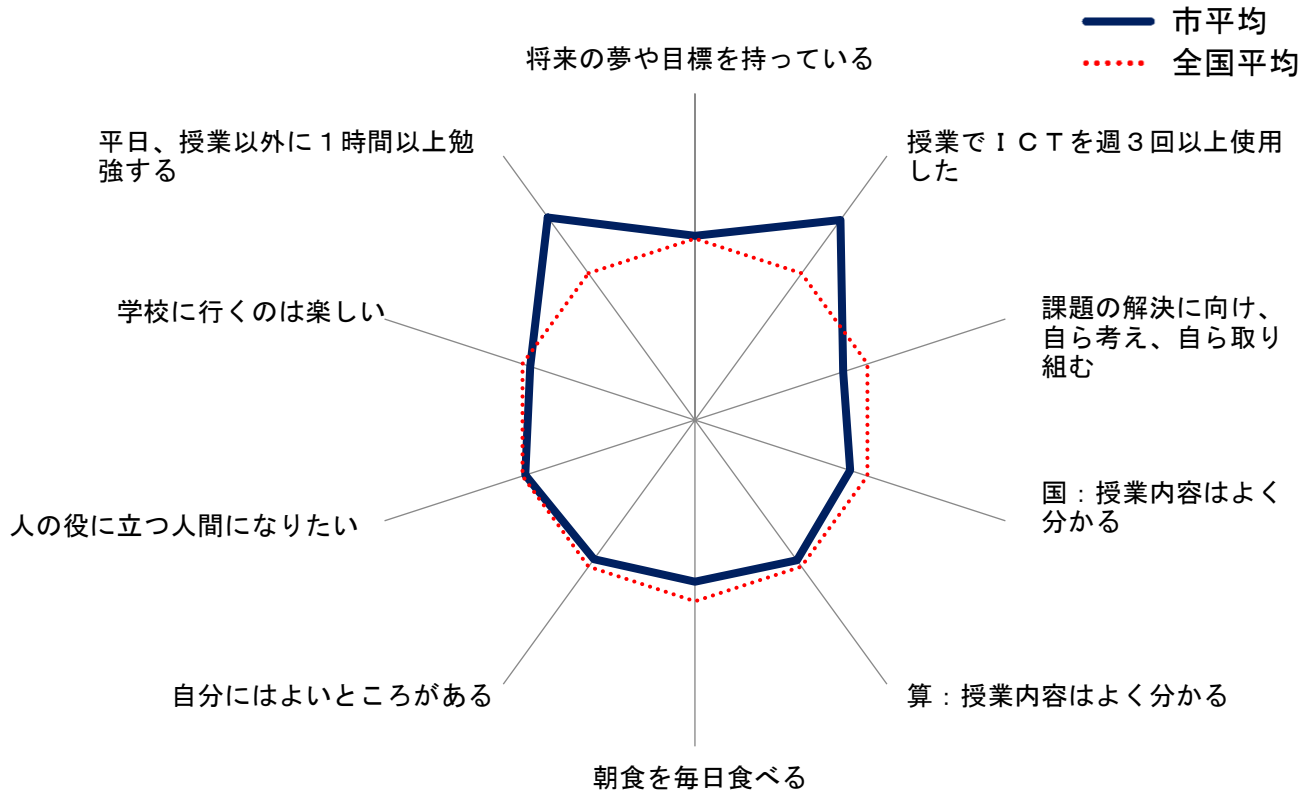 市平均
全国平均
将来の夢や目標を持っている
授業でＩＣＴを週３回以上使用
した
課題の解決に向け、
自ら考え、自ら取り
組む
国：授業内容はよく
分かる
算：授業内容はよく分かる
朝食を毎日食べる
自分にはよいところがある
人の役に立つ人間になりたい
学校に行くのは楽しい
平日、授業以外に１時間以上勉
強する